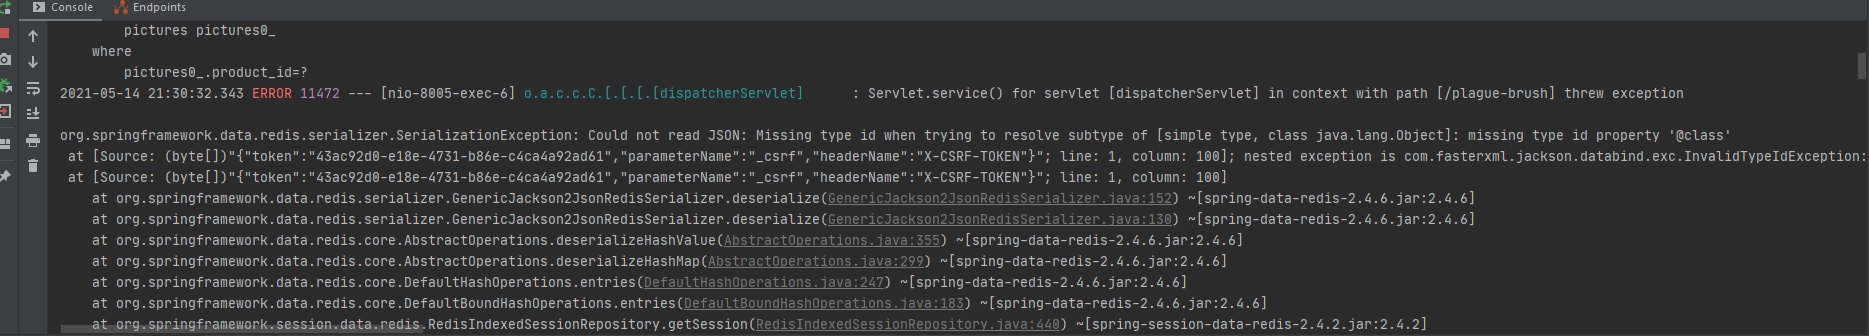 Console Endpoints
pictures pictures0_
where
pictures0_.product_id=?
2021-05-14 21:30:32.343 ERROR 11472 --- [nio-8005-exec-6] o.a.c.c.C.[.[.[.[dispatcherServlet] : Servlet.service() for servlet [dispatcherServlet] in context with path [/plague-brush] threw exception
org.springframework.data.redis.serializer.SerializationException: Could not read JSON: Missing type id when trying to resolve subtype of [simple type, class java.lang.Object]: missing type id property '@class'
at [Source: (byte[])"{"token":"43ac92d0-e18e-4731-b86e-c4ca4a92ad61","parameterName":"_csrf","headerName":"X-CSRF-TOKEN"}"; line: 1, column: 100]; nested exception is com.fasterxml.jackson.databind.exc.InvalidTypeIdException:
at [Source: (byte[])"{"token":"43ac92d0-e18e-4731-b86e-c4ca4a92ad61","parameterName":"_csrf","headerName":"X-CSRF-TOKEN"}"; line: 1, column: 100]
at org.springframework.data.redis.serializer.GenericJackson2JsonRedisSerializer.deserialize(GenericJackson2JsonRedisSerializer.java:152) ~[spring-data-redis-2.4.6.jar:2.4.6]
at org.springframework.data.redis.serializer.GenericJackson2JsonRedisSerializer.deserialize(GenericJackson2JsonRedisSerializer.java:130) ~[spring-data-redis-2.4.6.jar:2.4.6]
at org.springframework.data.redis.core.AbstractOperations.deserializeHashValue(AbstractOperations.java:355) ~[spring-data-redis-2.4.6.jar:2.4.6]
at org.springframework.data.redis.core.AbstractOperations.deserializeHashMap(AbstractOperations.java:299) ~[spring-data-redis-2.4.6.jar:2.4.6]
at org.springframework.data.redis.core.DefaultHashOperations.entries(DefaultHashOperations.java:247) ~[spring-data-redis-2.4.6.jar:2.4.6]
at org.springframework.data.redis.core.DefaultBoundHashOperations.entries(DefaultBoundHashOperations.java:183) ~[spring-data-redis-2.4.6.jar:2.4.6]
at org.springframework.session.data.redis.RedisIndexedSessionRepository.getSession(RedisIndexedSessionRepository.java:440) ~[spring-session-data-redis-2.4.2.jar:2.4.2]